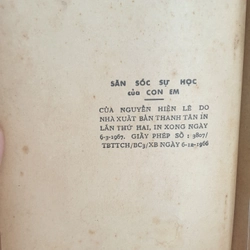 SĂN SÓC SỰ HỌC
của CON EM
CỦA NGUYỄN HIẾN LÊ DO
NHÀ XUẤT BẢN THANH TÂN IN
LẦN THỨ HAI, IN XONG NGÀY
6-3-1967. GIẤY PHÉP SỐ : 3807/
TBTTCH/BC3/XB NGÀY 6-12-1966